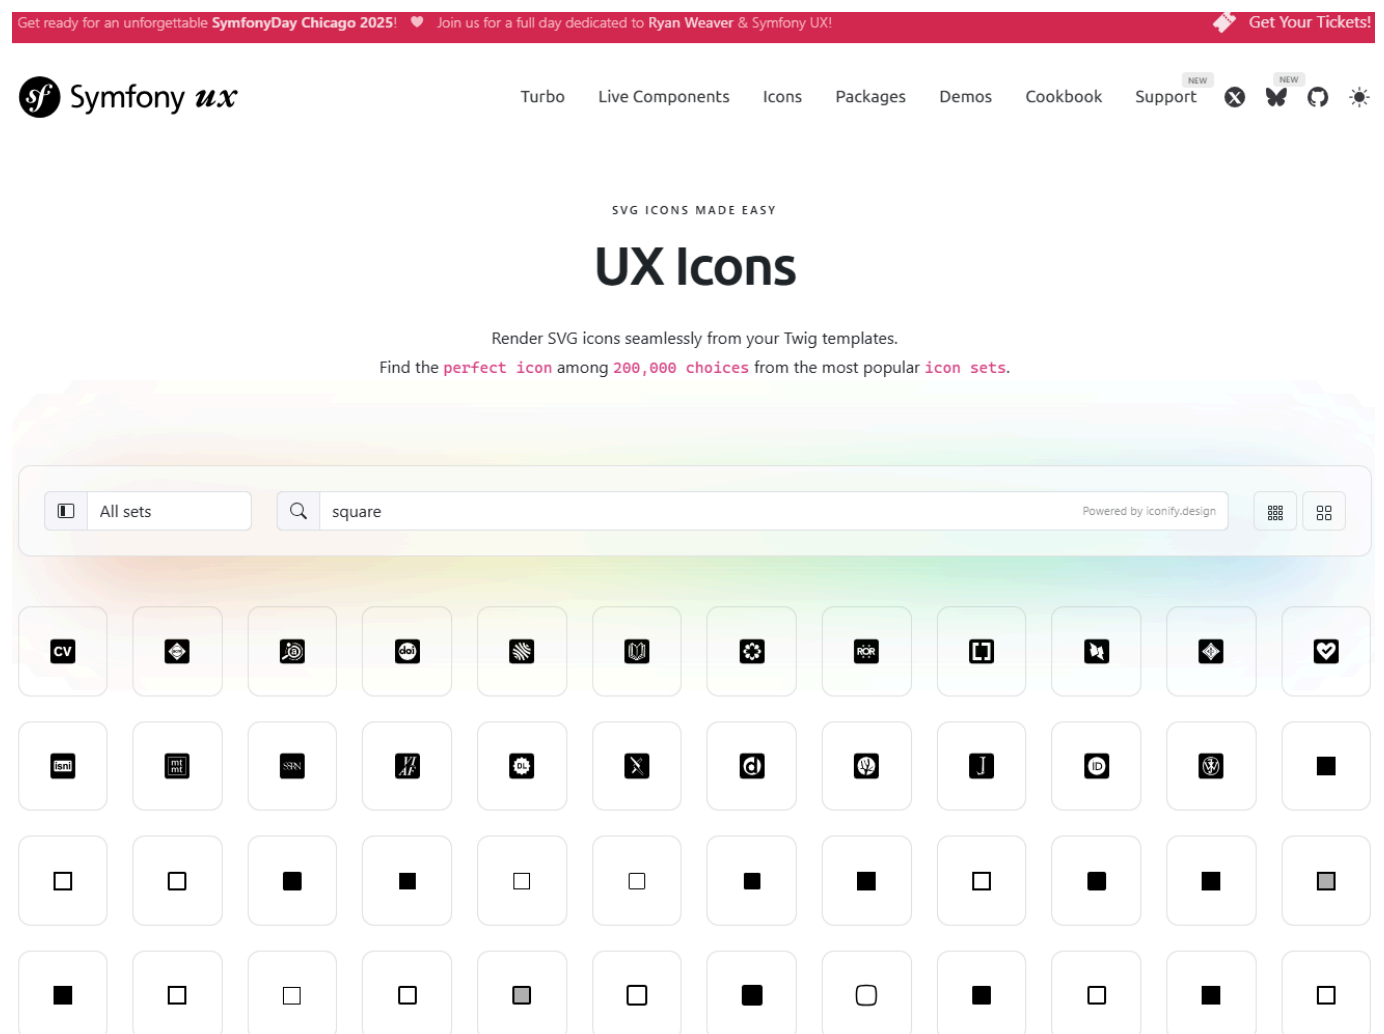 Get ready for an unforgettable SymfonyDay Chicago 2025! Join us for a full day dedicated to Ryan Weaver & Symfony UX! Get Your Tickets!
Symfony ux
Turbo Live Components Icons Packages Demos Cookbook Support NEW NEW
SVG ICONS MADE EASY
UX Icons
Render SVG icons seamlessly from your Twig templates.
Find the perfect icon among 200,000 choices from the most popular icon sets.
All sets square Powered by iconify.design
CV doi ROR
isni mt mt SSRN VI AF DL d J iD